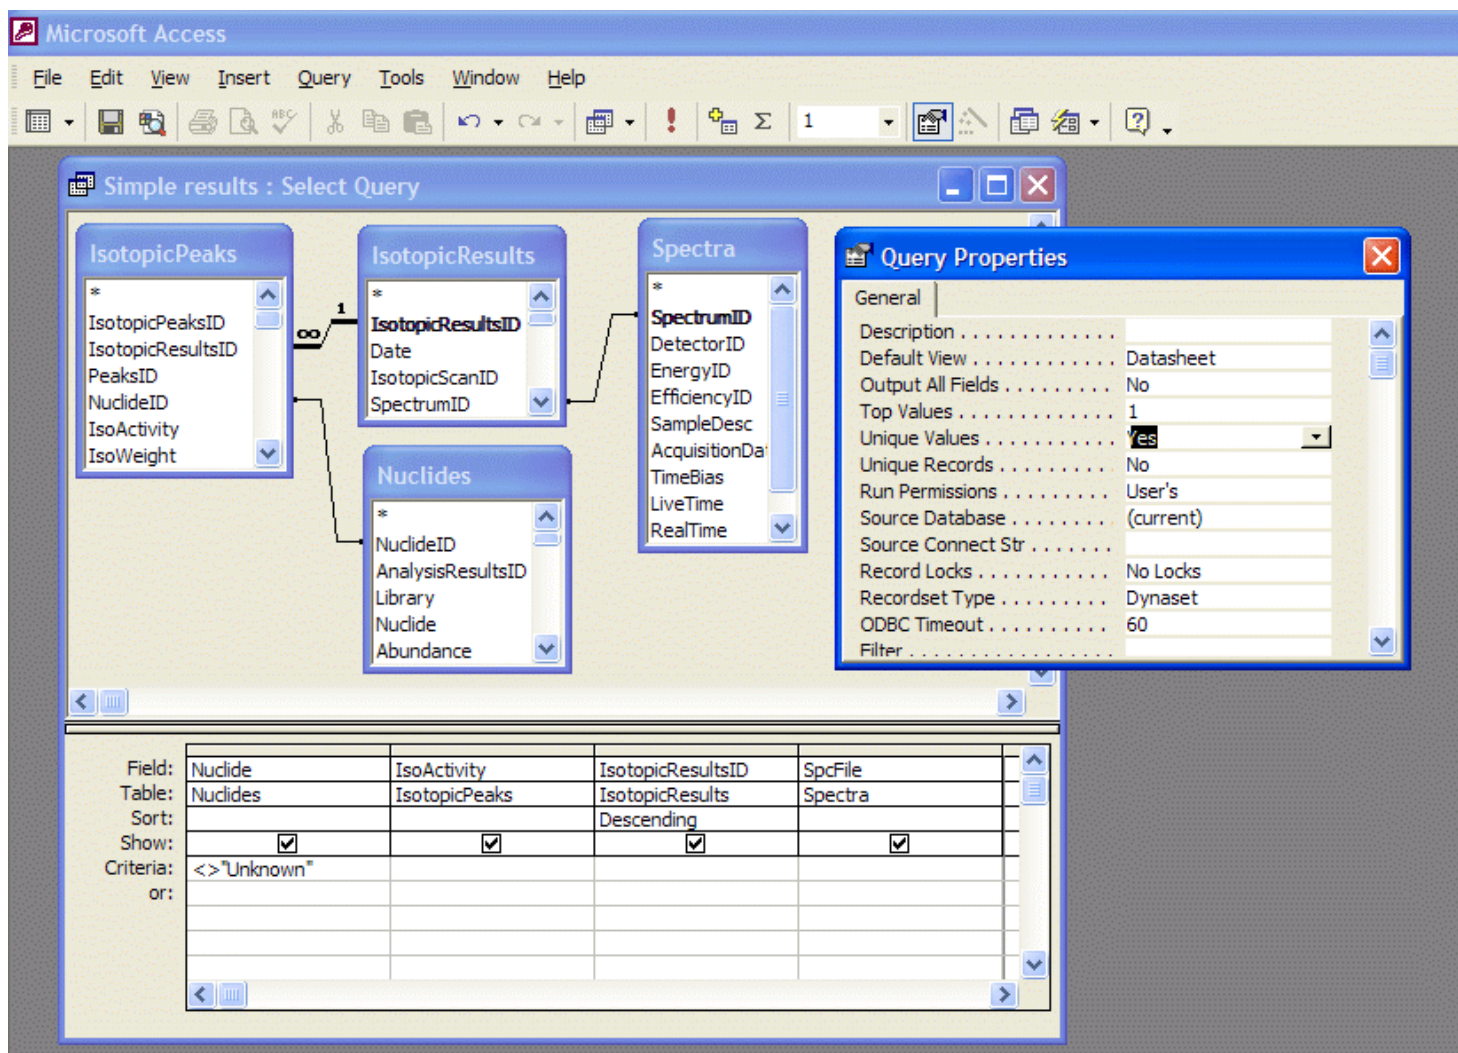 Microsoft Access
File Edit View Insert Query Tools Window Help
ABC Σ 1
Simple results : Select Query
IsotopicPeaks
*
IsotopicPeaksID
IsotopicResultsID
PeaksID
NuclideID
IsoActivity
IsoWeight
∞ 1
IsotopicResults
*
IsotopicResultsID
Date
IsotopicScanID
SpectrumID
Nuclides
*
NuclideID
AnalysisResultsID
Library
Nuclide
Abundance
Spectra
*
SpectrumID
DetectorID
EnergyID
EfficiencyID
SampleDesc
AcquisitionDat
TimeBias
LiveTime
RealTime
Query Properties
General
Description . . . . . . . . . . . . .
Default View . . . . . . . . . . . . Datasheet
Output All Fields . . . . . . . . . No
Top Values . . . . . . . . . . . . . 1
Unique Values . . . . . . . . . . . Yes
Unique Records . . . . . . . . . No
Run Permissions . . . . . . . . . User's
Source Database . . . . . . . . (current)
Source Connect Str . . . . . . .
Record Locks . . . . . . . . . . . No Locks
Recordset Type . . . . . . . . . Dynaset
ODBC Timeout . . . . . . . . . . 60
Filter . . . . . . . . . . . . . . . . .
Field: Nuclide IsoActivity IsotopicResultsID SpcFile
Table: Nuclides IsotopicPeaks IsotopicResults Spectra
Sort: Descending
Show:
Criteria: <>"Unknown"
or: